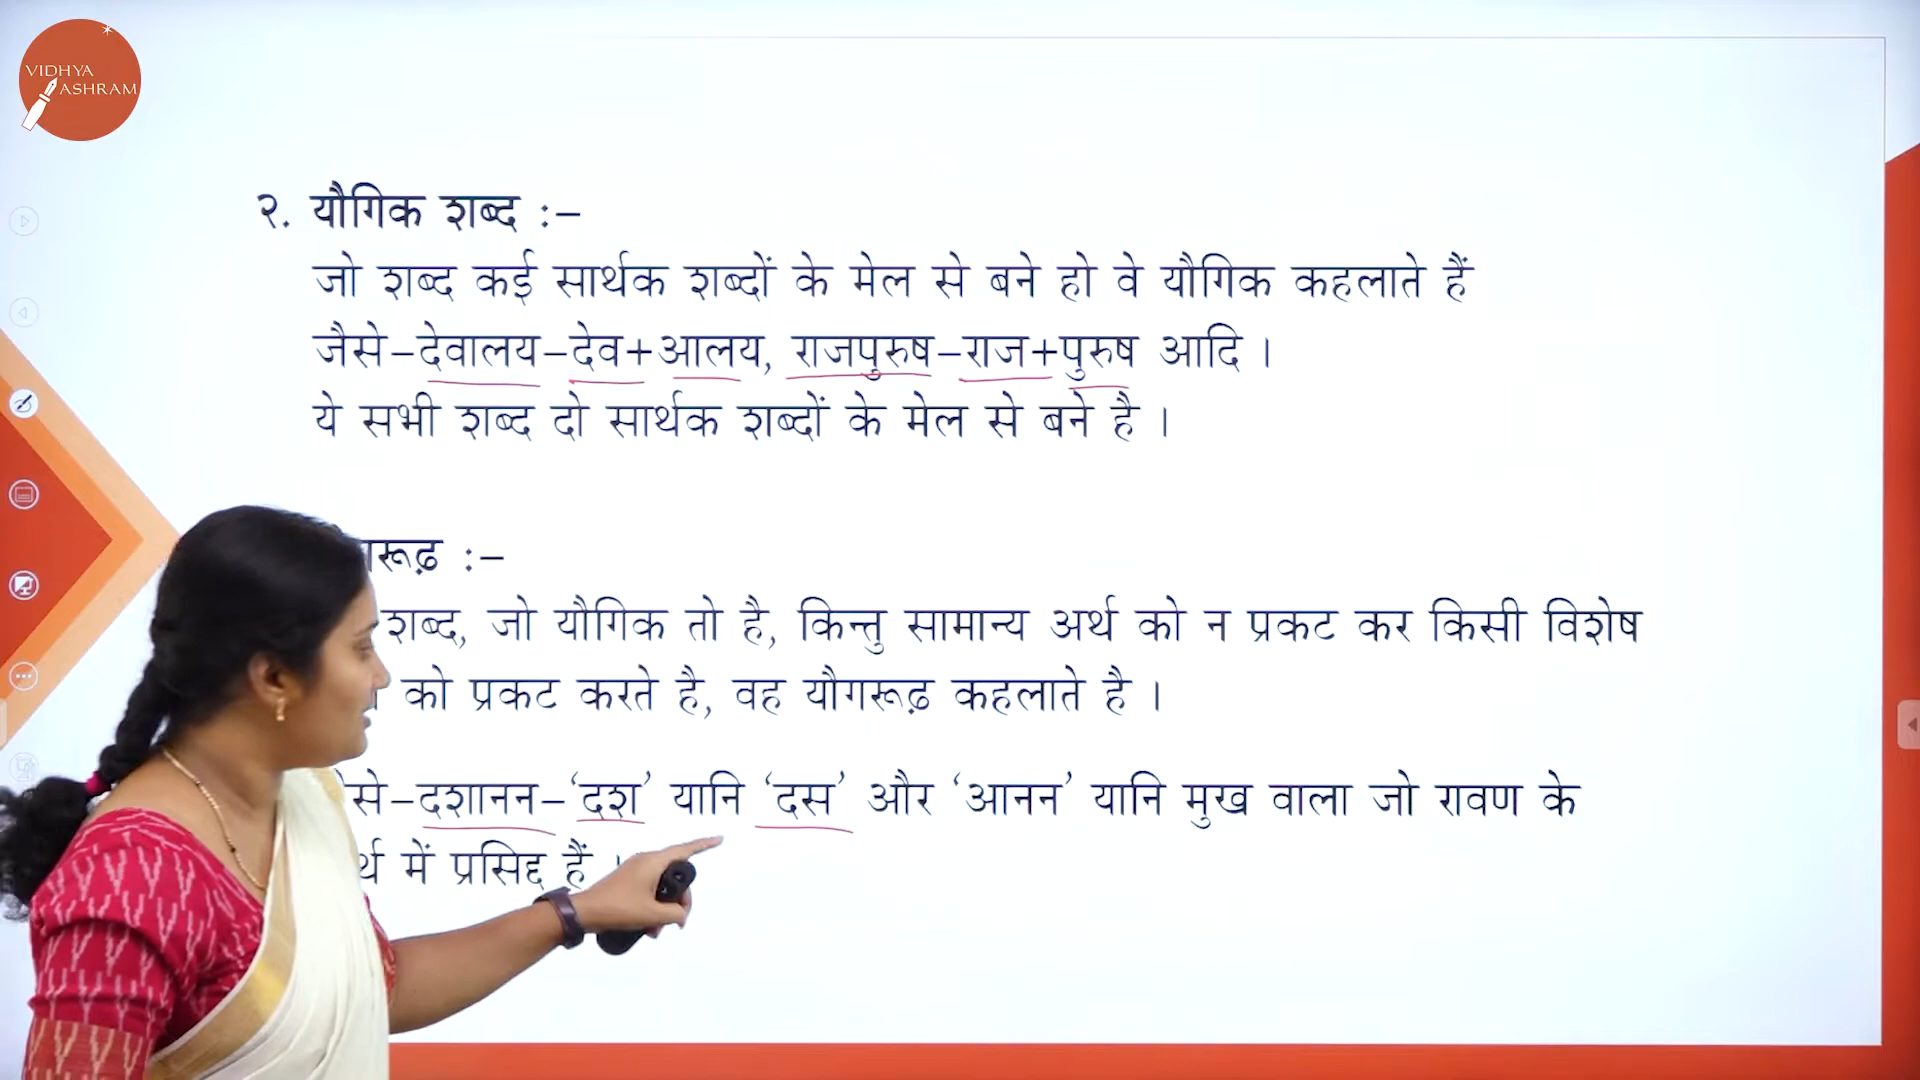 VIDHYA
ASHRAM
२. यौगिक शब्द :–
जो शब्द कई सार्थक शब्दों के मेल से बने हो वे यौगिक कहलाते हैं
जैसे–देवालय–देव+आलय, राजपुरुष–राज+पुरुष आदि ।
ये सभी शब्द दो सार्थक शब्दों के मेल से बने है ।
:–
शब्द, जो यौगिक तो है, किन्तु सामान्य अर्थ को न प्रकट कर किसी विशेष
को प्रकट करते है, वह यौगरूढ़ कहलाते है ।
–दशानन–‘दश’ यानि ‘दस’ और ‘आनन’ यानि मुख वाला जो रावण के
में प्रसिद्द हैं ।